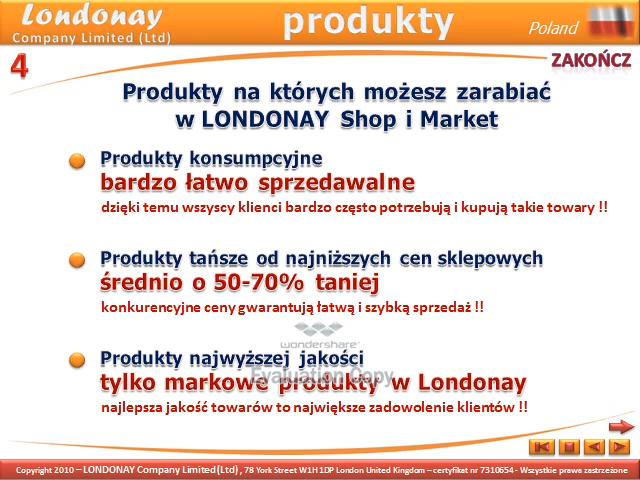 Londonay
Company Limited (Ltd)
produkty
Poland
4
ZAKOŃCZ
Produkty na których możesz zarabiać
w LONDONAY Shop i Market
Produkty konsumpcyjne
bardzo łatwo sprzedawalne
dzięki temu wszyscy klienci bardzo często potrzebują i kupują takie towary !!
Produkty tańsze od najniższych cen sklepowych
średnio o 50-70% taniej
konkurencyjne ceny gwarantują łatwą i szybką sprzedaż !!
wondershare
Evaluation Copy
Produkty najwyższej jakości
tylko markowe produkty w Londonay
najlepsza jakość towarów to największe zadowolenie klientów !!
Copyright 2010 – LONDONAY Company Limited (Ltd) , 78 York Street W1H 1DP London United Kingdom – certyfikat nr 7310654 - Wszystkie prawa zastrzeżone